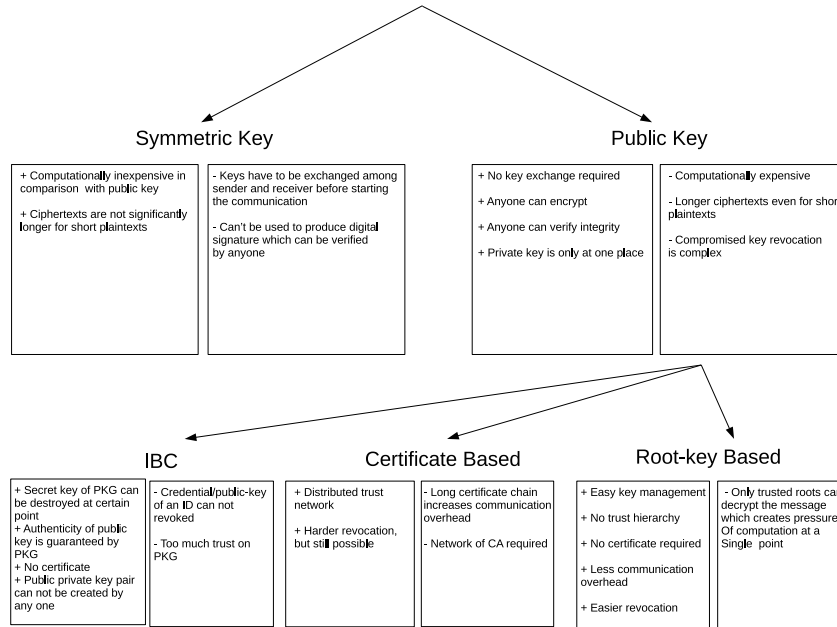 Symmetric Key
Public Key
+ Computationally inexpensive in
comparison with public key
+ Ciphertexts are not significantly
longer for short plaintexts
- Keys have to be exchanged among
sender and receiver before starting
the communication
- Can't be used to produce digital
signature which can be verified
by anyone
+ No key exchange required
+ Anyone can encrypt
+ Anyone can verify integrity
+ Private key is only at one place
- Computationally expensive
- Longer ciphertexts even for short
plaintexts
- Compromised key revocation
is complex
IBC
Certificate Based
Root-key Based
+ Secret key of PKG can
be destroyed at certain
point
+ Authenticity of public
key is guaranteed by
PKG
+ No certificate
+ Public private key pair
can not be created by
any one
- Credential/public-key
of an ID can not
revoked
- Too much trust on
PKG
+ Distributed trust
network
+ Harder revocation,
but still possible
- Long certificate chain
increases communication
overhead
- Network of CA required
+ Easy key management
+ No trust hierarchy
+ No certificate required
+ Less communication
overhead
+ Easier revocation
- Only trusted roots can
decrypt the message
which creates pressure
Of computation at a
Single point